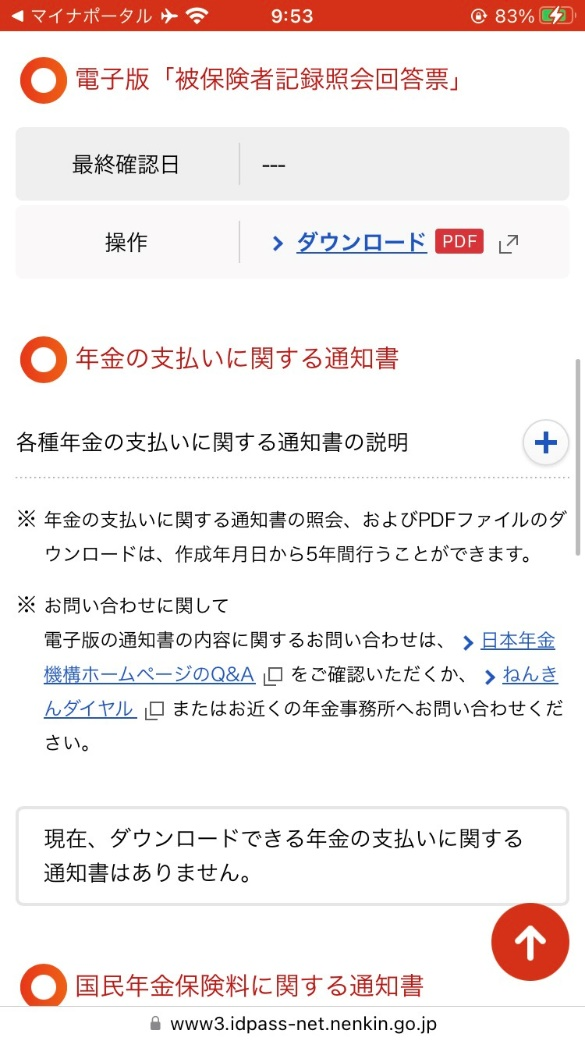 マイナポータル 9:53 83%
電子版「被保険者記録照会回答票」
最終確認日 ---
操作 ダウンロード PDF
年金の支払いに関する通知書
各種年金の支払いに関する通知書の説明
※ 年金の支払いに関する通知書の照会、およびPDFファイルのダ
ウンロードは、作成年月日から5年間行うことができます。
※ お問い合わせに関して
電子版の通知書の内容に関するお問い合わせは、 日本年金
機構ホームページのQ&A をご確認いただくか、 ねんき
んダイヤル またはお近くの年金事務所へお問い合わせくだ
さい。
現在、ダウンロードできる年金の支払いに関する
通知書はありません。
国民年金保険料に関する通知書
www3.idpass-net.nenkin.go.jp